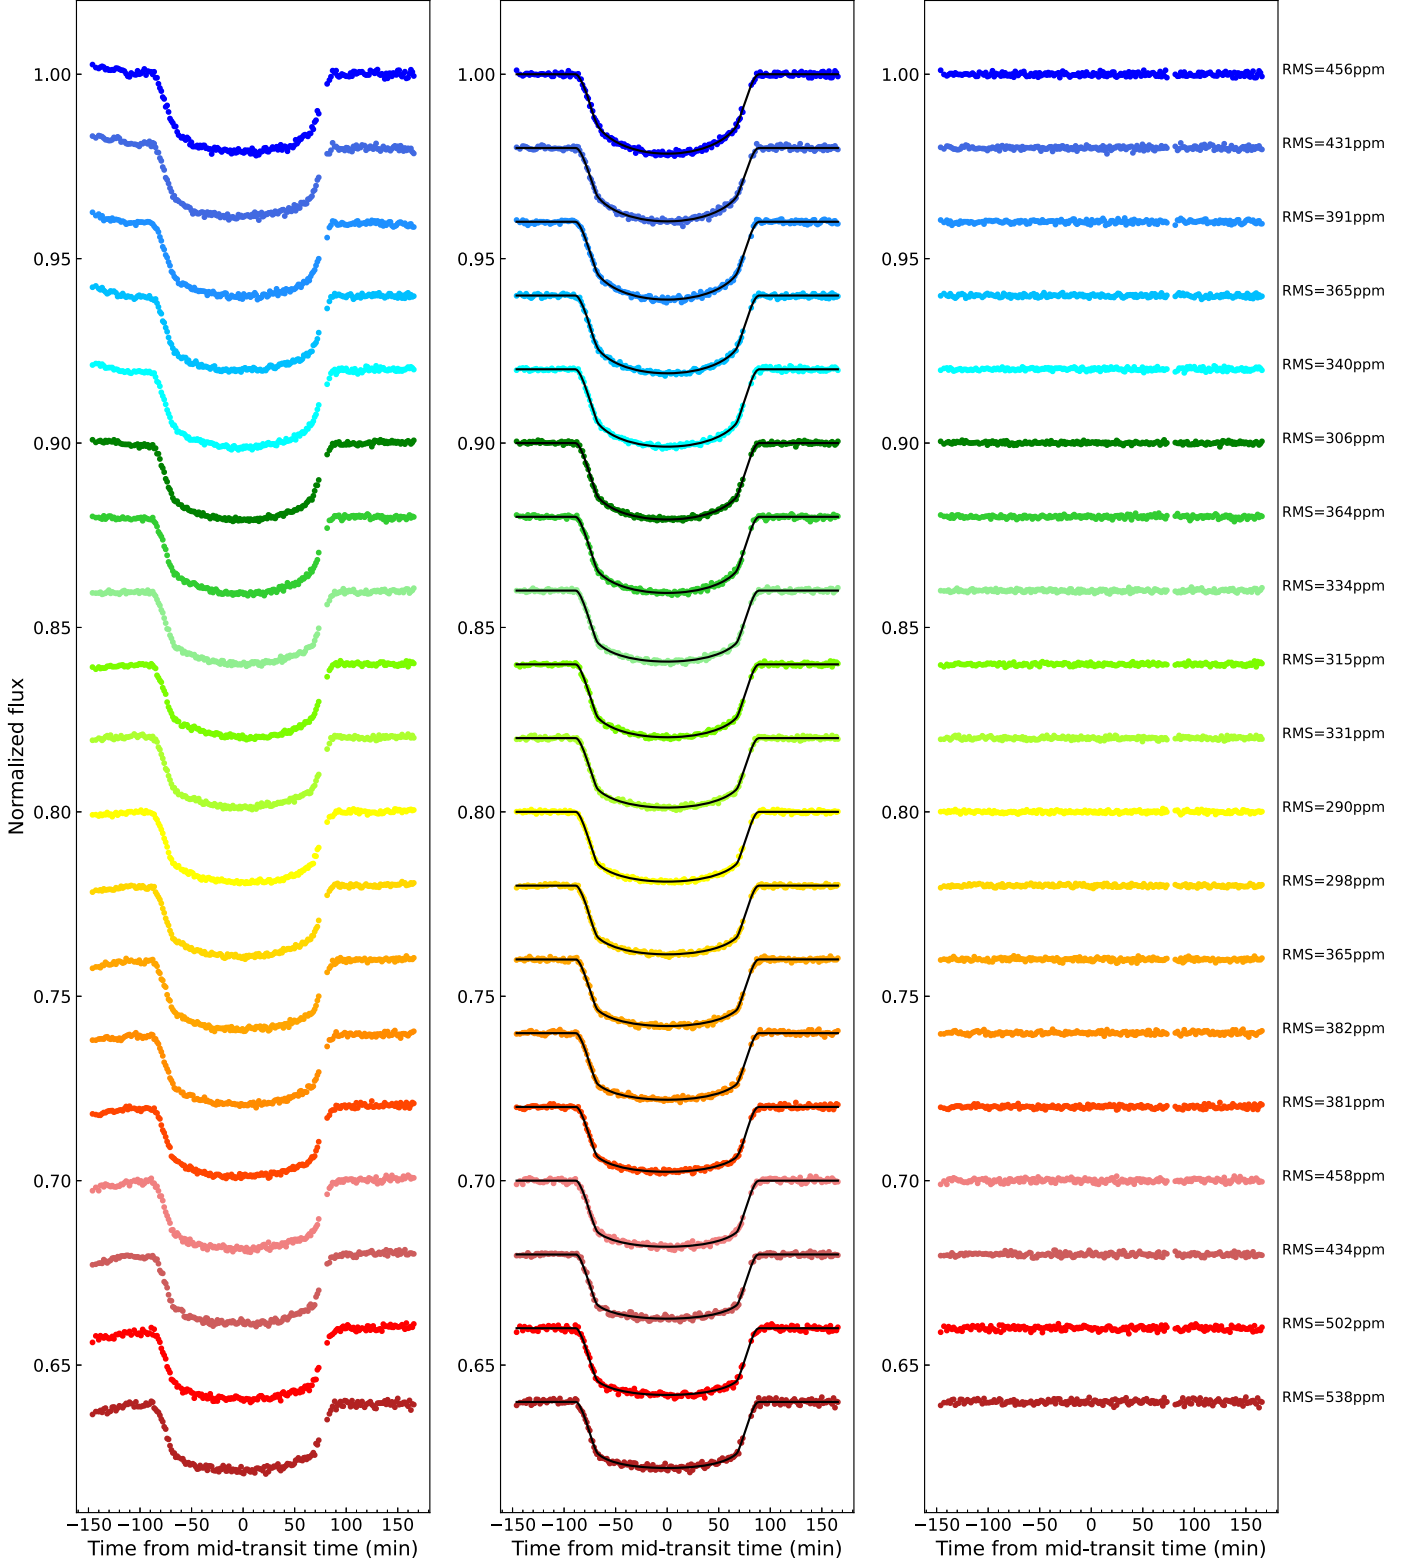 Normalized flux
1.00
0.95
0.90
0.85
0.80
0.75
0.70
0.65
−150 −100 −50 0 50 100 150
Time from mid-transit time (min)
1.00
0.95
0.90
0.85
0.80
0.75
0.70
0.65
−150 −100 −50 0 50 100 150
Time from mid-transit time (min)
1.00
0.95
0.90
0.85
0.80
0.75
0.70
0.65
−150 −100 −50 0 50 100 150
Time from mid-transit time (min)
RMS=456ppm
RMS=431ppm
RMS=391ppm
RMS=365ppm
RMS=340ppm
RMS=306ppm
RMS=364ppm
RMS=334ppm
RMS=315ppm
RMS=331ppm
RMS=290ppm
RMS=298ppm
RMS=365ppm
RMS=382ppm
RMS=381ppm
RMS=458ppm
RMS=434ppm
RMS=502ppm
RMS=538ppm